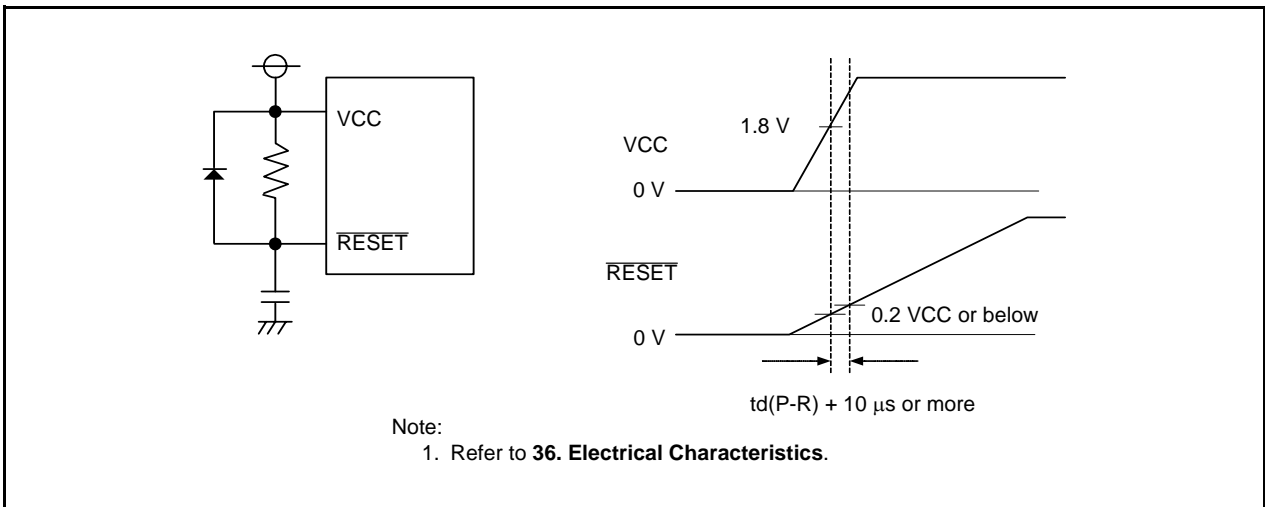 VCC
RESET
1.8 V
VCC
0 V
RESET
0.2 VCC or below
0 V
td(P-R) + 10 μs or more
Note:
1. Refer to 36. Electrical Characteristics.